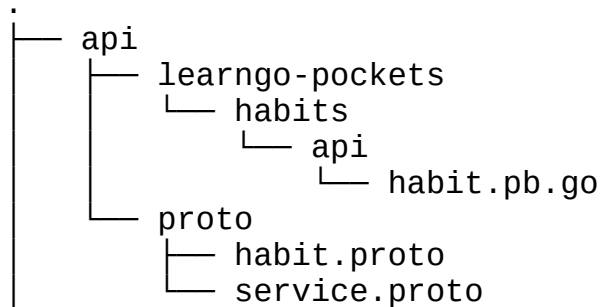 .
├── api
│   ├── learngo-pockets
│   │   └── habits
│   │       └── api
│   │           └── habit.pb.go
│   └── proto
│       ├── habit.proto
│       └── service.proto